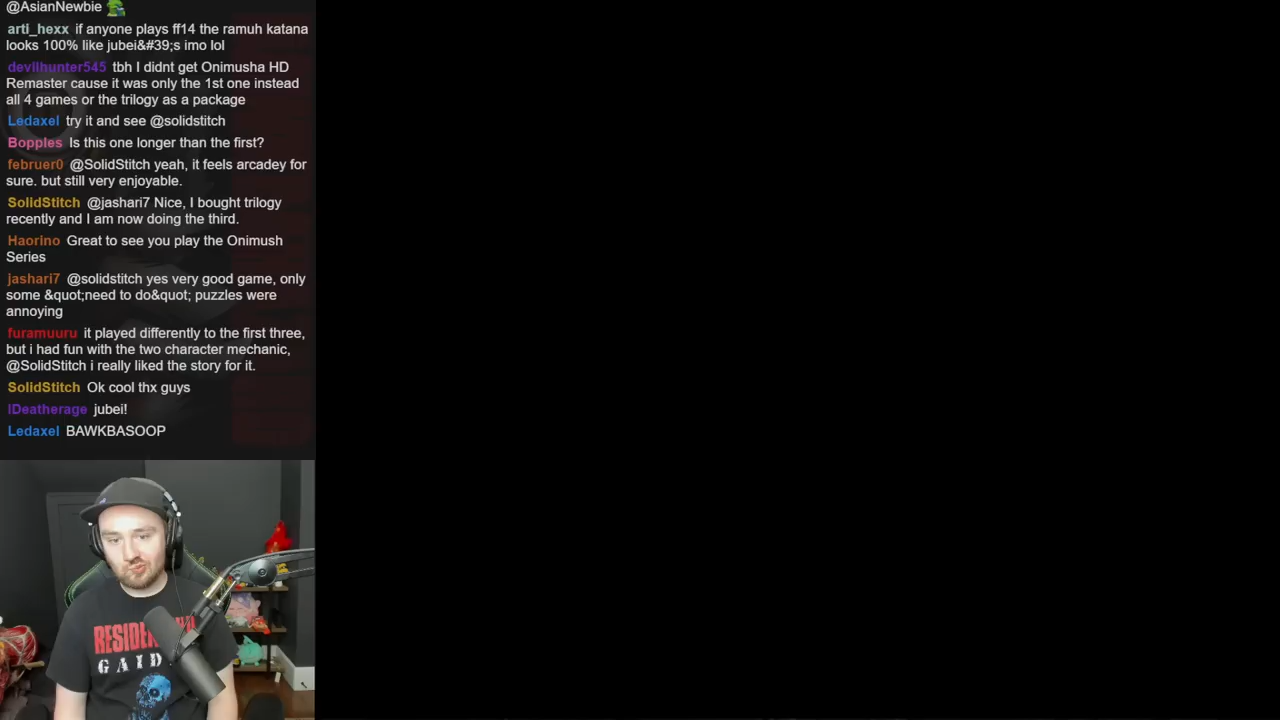 @AsianNewbie
arti_hexx if anyone plays ff14 the ramuh katana
looks 100% like jubei&#39;s imo lol
devilhunter545 tbh I didnt get Onimusha HD
Remaster cause it was only the 1st one instead
all 4 games or the trilogy as a package
Ledaxel try it and see @solidstitch
Bopples Is this one longer than the first?
februer0 @SolidStitch yeah, it feels arcadey for
sure. but still very enjoyable.
SolidStitch @jashari7 Nice, I bought trilogy
recently and I am now doing the third.
Haorino Great to see you play the Onimush
Series
jashari7 @solidstitch yes very good game, only
some &quot;need to do&quot; puzzles were
annoying
furamuuru it played differently to the first three,
but i had fun with the two character mechanic,
@SolidStitch i really liked the story for it.
SolidStitch Ok cool thx guys
IDeatherage jubei!
Ledaxel BAWKBASOOP
GAID